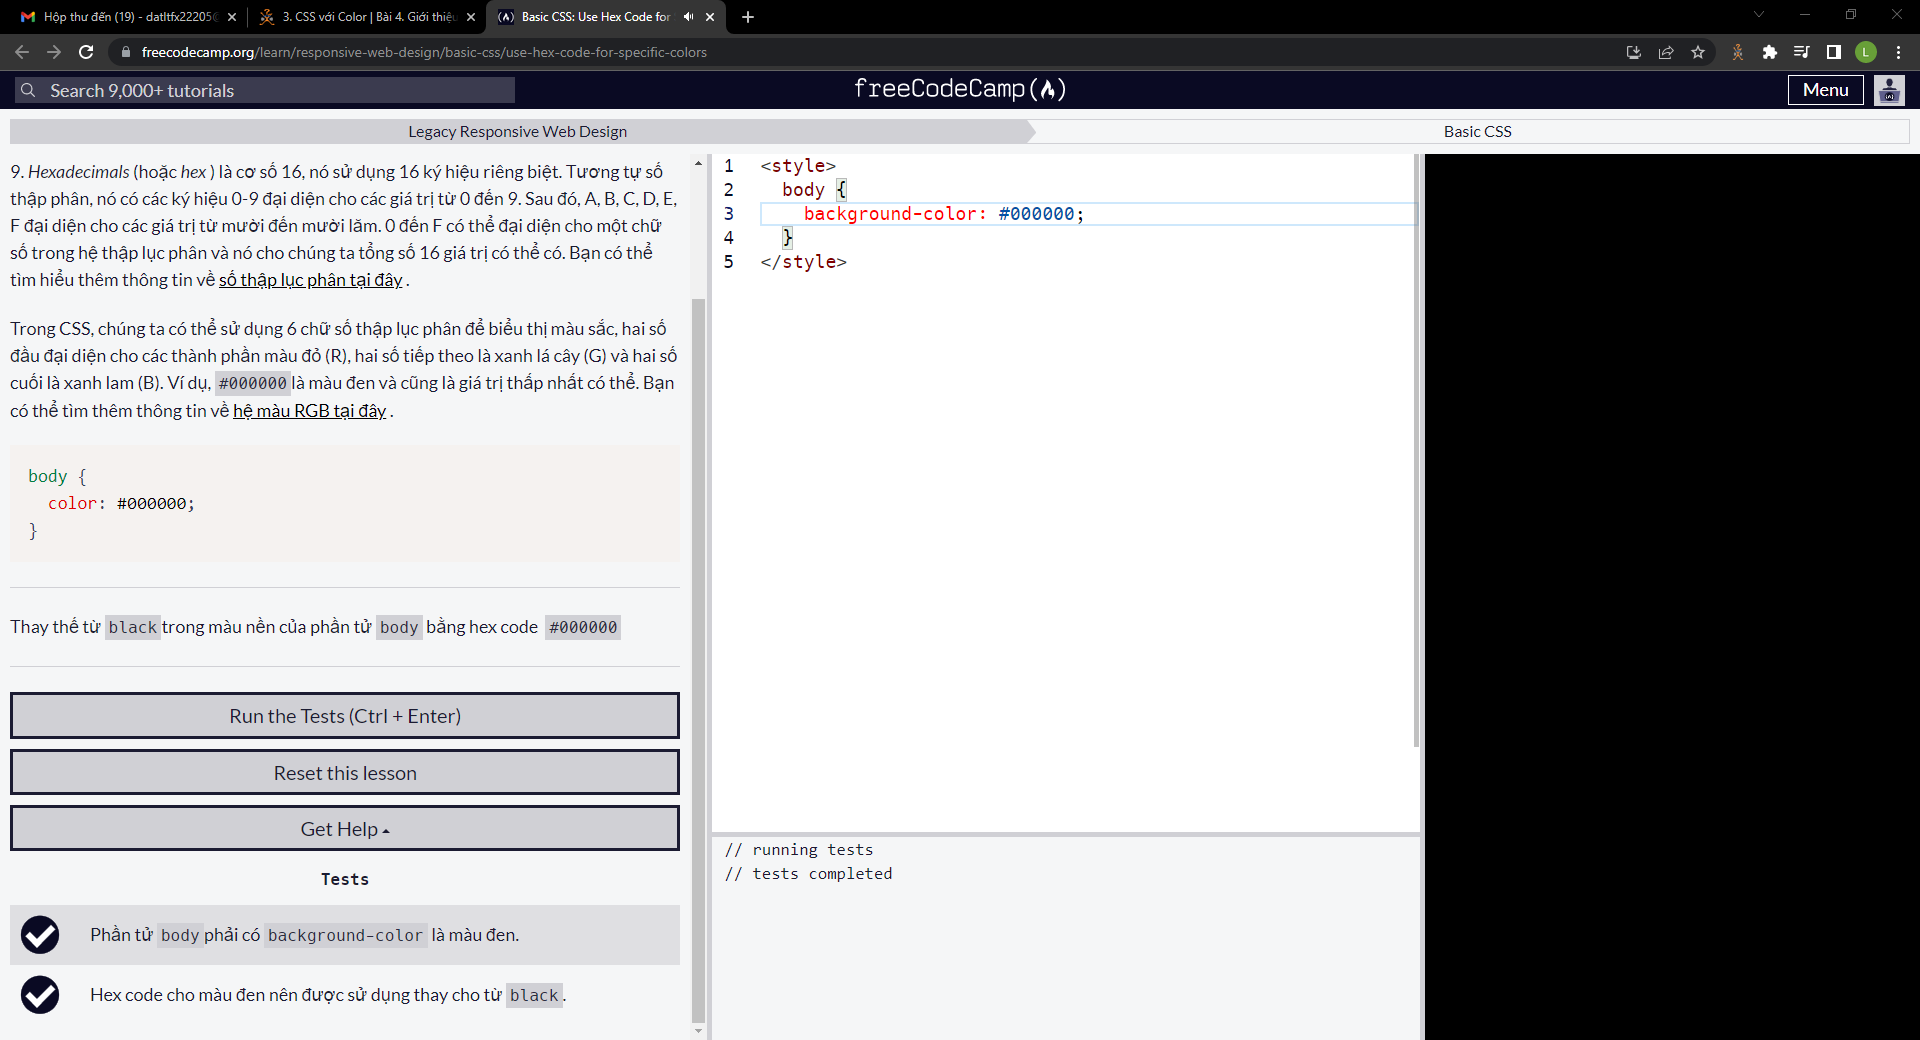 Hộp thư đến (19) - datltfx22205@
3. CSS với Color | Bài 4. Giới thiệu
Basic CSS: Use Hex Code for
freecodecamp.org/learn/responsive-web-design/basic-css/use-hex-code-for-specific-colors
L
Search 9,000+ tutorials
freeCodeCamp(
)
Menu
Legacy Responsive Web Design
Basic CSS
9. Hexadecimals (hoặc hex ) là cơ số 16, nó sử dụng 16 ký hiệu riêng biệt. Tương tự số
thập phân, nó có các ký hiệu 0-9 đại diện cho các giá trị từ 0 đến 9. Sau đó, A, B, C, D, E,
F đại diện cho các giá trị từ mười đến mười lăm. 0 đến F có thể đại diện cho một chữ
số trong hệ thập lục phân và nó cho chúng ta tổng số 16 giá trị có thể có. Bạn có thể
tìm hiểu thêm thông tin về số thập lục phân tại đây .
Trong CSS, chúng ta có thể sử dụng 6 chữ số thập lục phân để biểu thị màu sắc, hai số
đầu đại diện cho các thành phần màu đỏ (R), hai số tiếp theo là xanh lá cây (G) và hai số
cuối là xanh lam (B). Ví dụ, #000000 là màu đen và cũng là giá trị thấp nhất có thể. Bạn
có thể tìm thêm thông tin về hệ màu RGB tại đây .
body {
color: #000000;
}
Thay thế từ black trong màu nền của phần tử body bằng hex code #000000
Run the Tests (Ctrl + Enter)
Reset this lesson
Get Help
Tests
Phần tử body phải có background-color là màu đen.
Hex code cho màu đen nên được sử dụng thay cho từ black.
1 <style>
2 body {
3 background-color: #000000;
4 }
5 </style>
// running tests
// tests completed